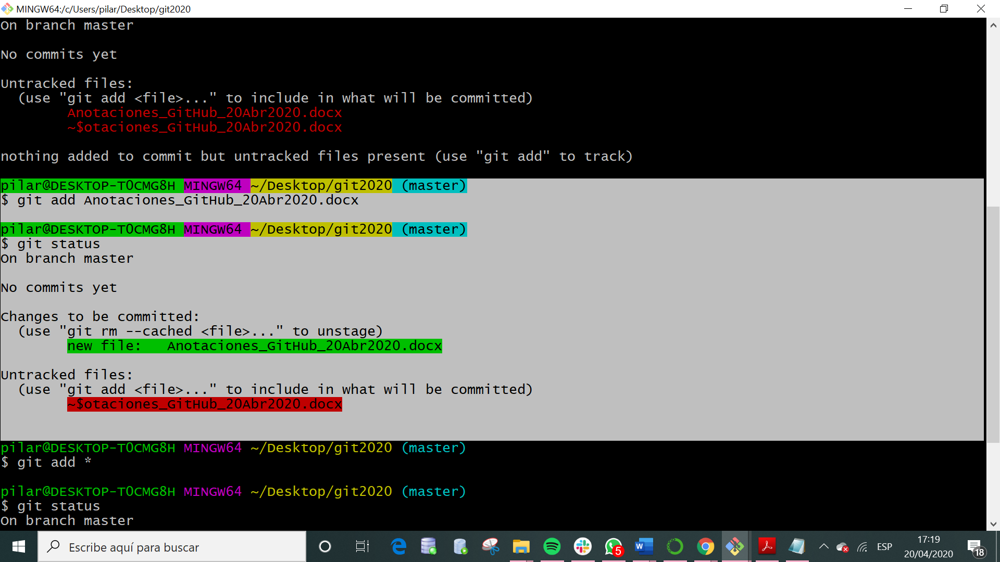 MINGW64:/c/Users/pilar/Desktop/git2020
On branch master
No commits yet
Untracked files:
(use "git add <file>..." to include in what will be committed)
Anotaciones_GitHub_20Abr2020.docx
~$otaciones_GitHub_20Abr2020.docx
nothing added to commit but untracked files present (use "git add" to track)
pilar@DESKTOP-T0CMG8H MINGW64 ~/Desktop/git2020 (master)
$ git add Anotaciones_GitHub_20Abr2020.docx
pilar@DESKTOP-T0CMG8H MINGW64 ~/Desktop/git2020 (master)
$ git status
On branch master
No commits yet
Changes to be committed:
(use "git rm --cached <file>..." to unstage)
new file:   Anotaciones_GitHub_20Abr2020.docx
Untracked files:
(use "git add <file>..." to include in what will be committed)
~$otaciones_GitHub_20Abr2020.docx
pilar@DESKTOP-T0CMG8H MINGW64 ~/Desktop/git2020 (master)
$ git add *
pilar@DESKTOP-T0CMG8H MINGW64 ~/Desktop/git2020 (master)
$ git status
On branch master
Escribe aquí para buscar
5
W
ESP
17:19
20/04/2020
18